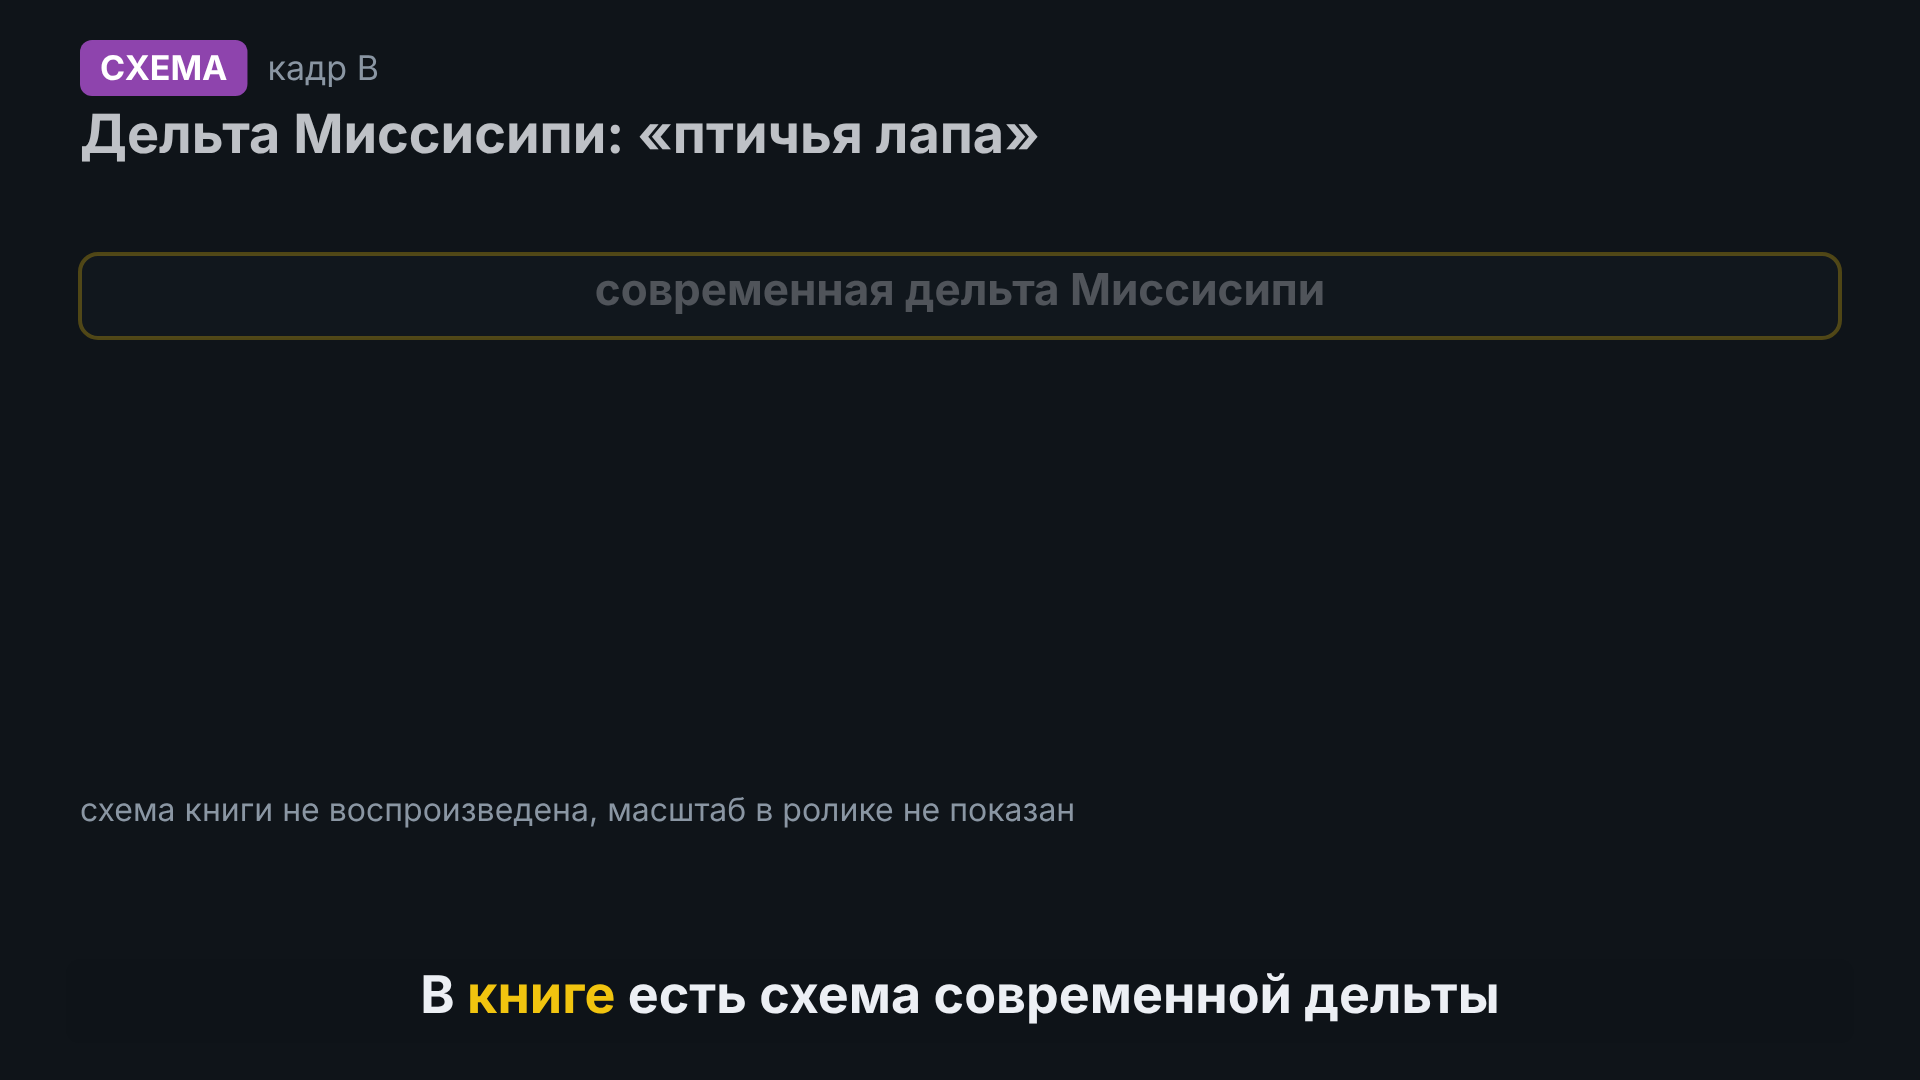 СХЕМА кадр В
Дельта Миссисипи: «птичья лапа»
современная дельта Миссисипи
схема книги не воспроизведена, масштаб в ролике не показан
В книге есть схема современной дельты